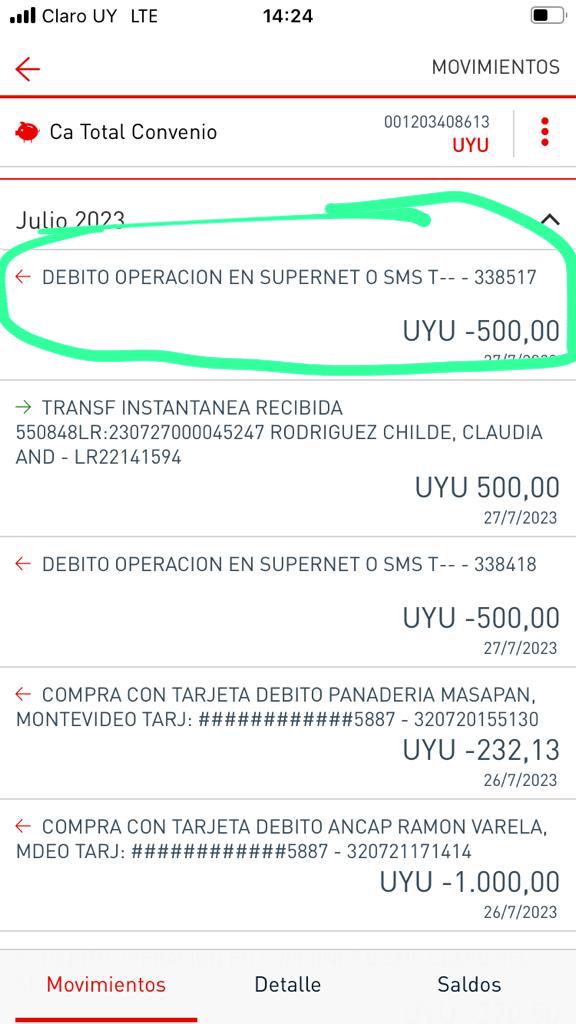 Claro UY LTE 14:24
MOVIMIENTOS
Ca Total Convenio
001203408613
UYU
Julio 2023
DEBITO OPERACION EN SUPERNET O SMS T-- - 338517
UYU -500,00
TRANSF INSTANTANEA RECIBIDA
550848LR:230727000045247 RODRIGUEZ CHILDE, CLAUDIA
AND - LR22141594
UYU 500,00
27/7/2023
DEBITO OPERACION EN SUPERNET O SMS T-- - 338418
UYU -500,00
27/7/2023
COMPRA CON TARJETA DEBITO PANADERIA MASAPAN,
MONTEVIDEO TARJ: ############5887 - 320720155130
UYU -232,13
26/7/2023
COMPRA CON TARJETA DEBITO ANCAP RAMON VARELA,
MDEO TARJ: ############5887 - 320721171414
UYU -1.000,00
26/7/2023
Movimientos Detalle Saldos